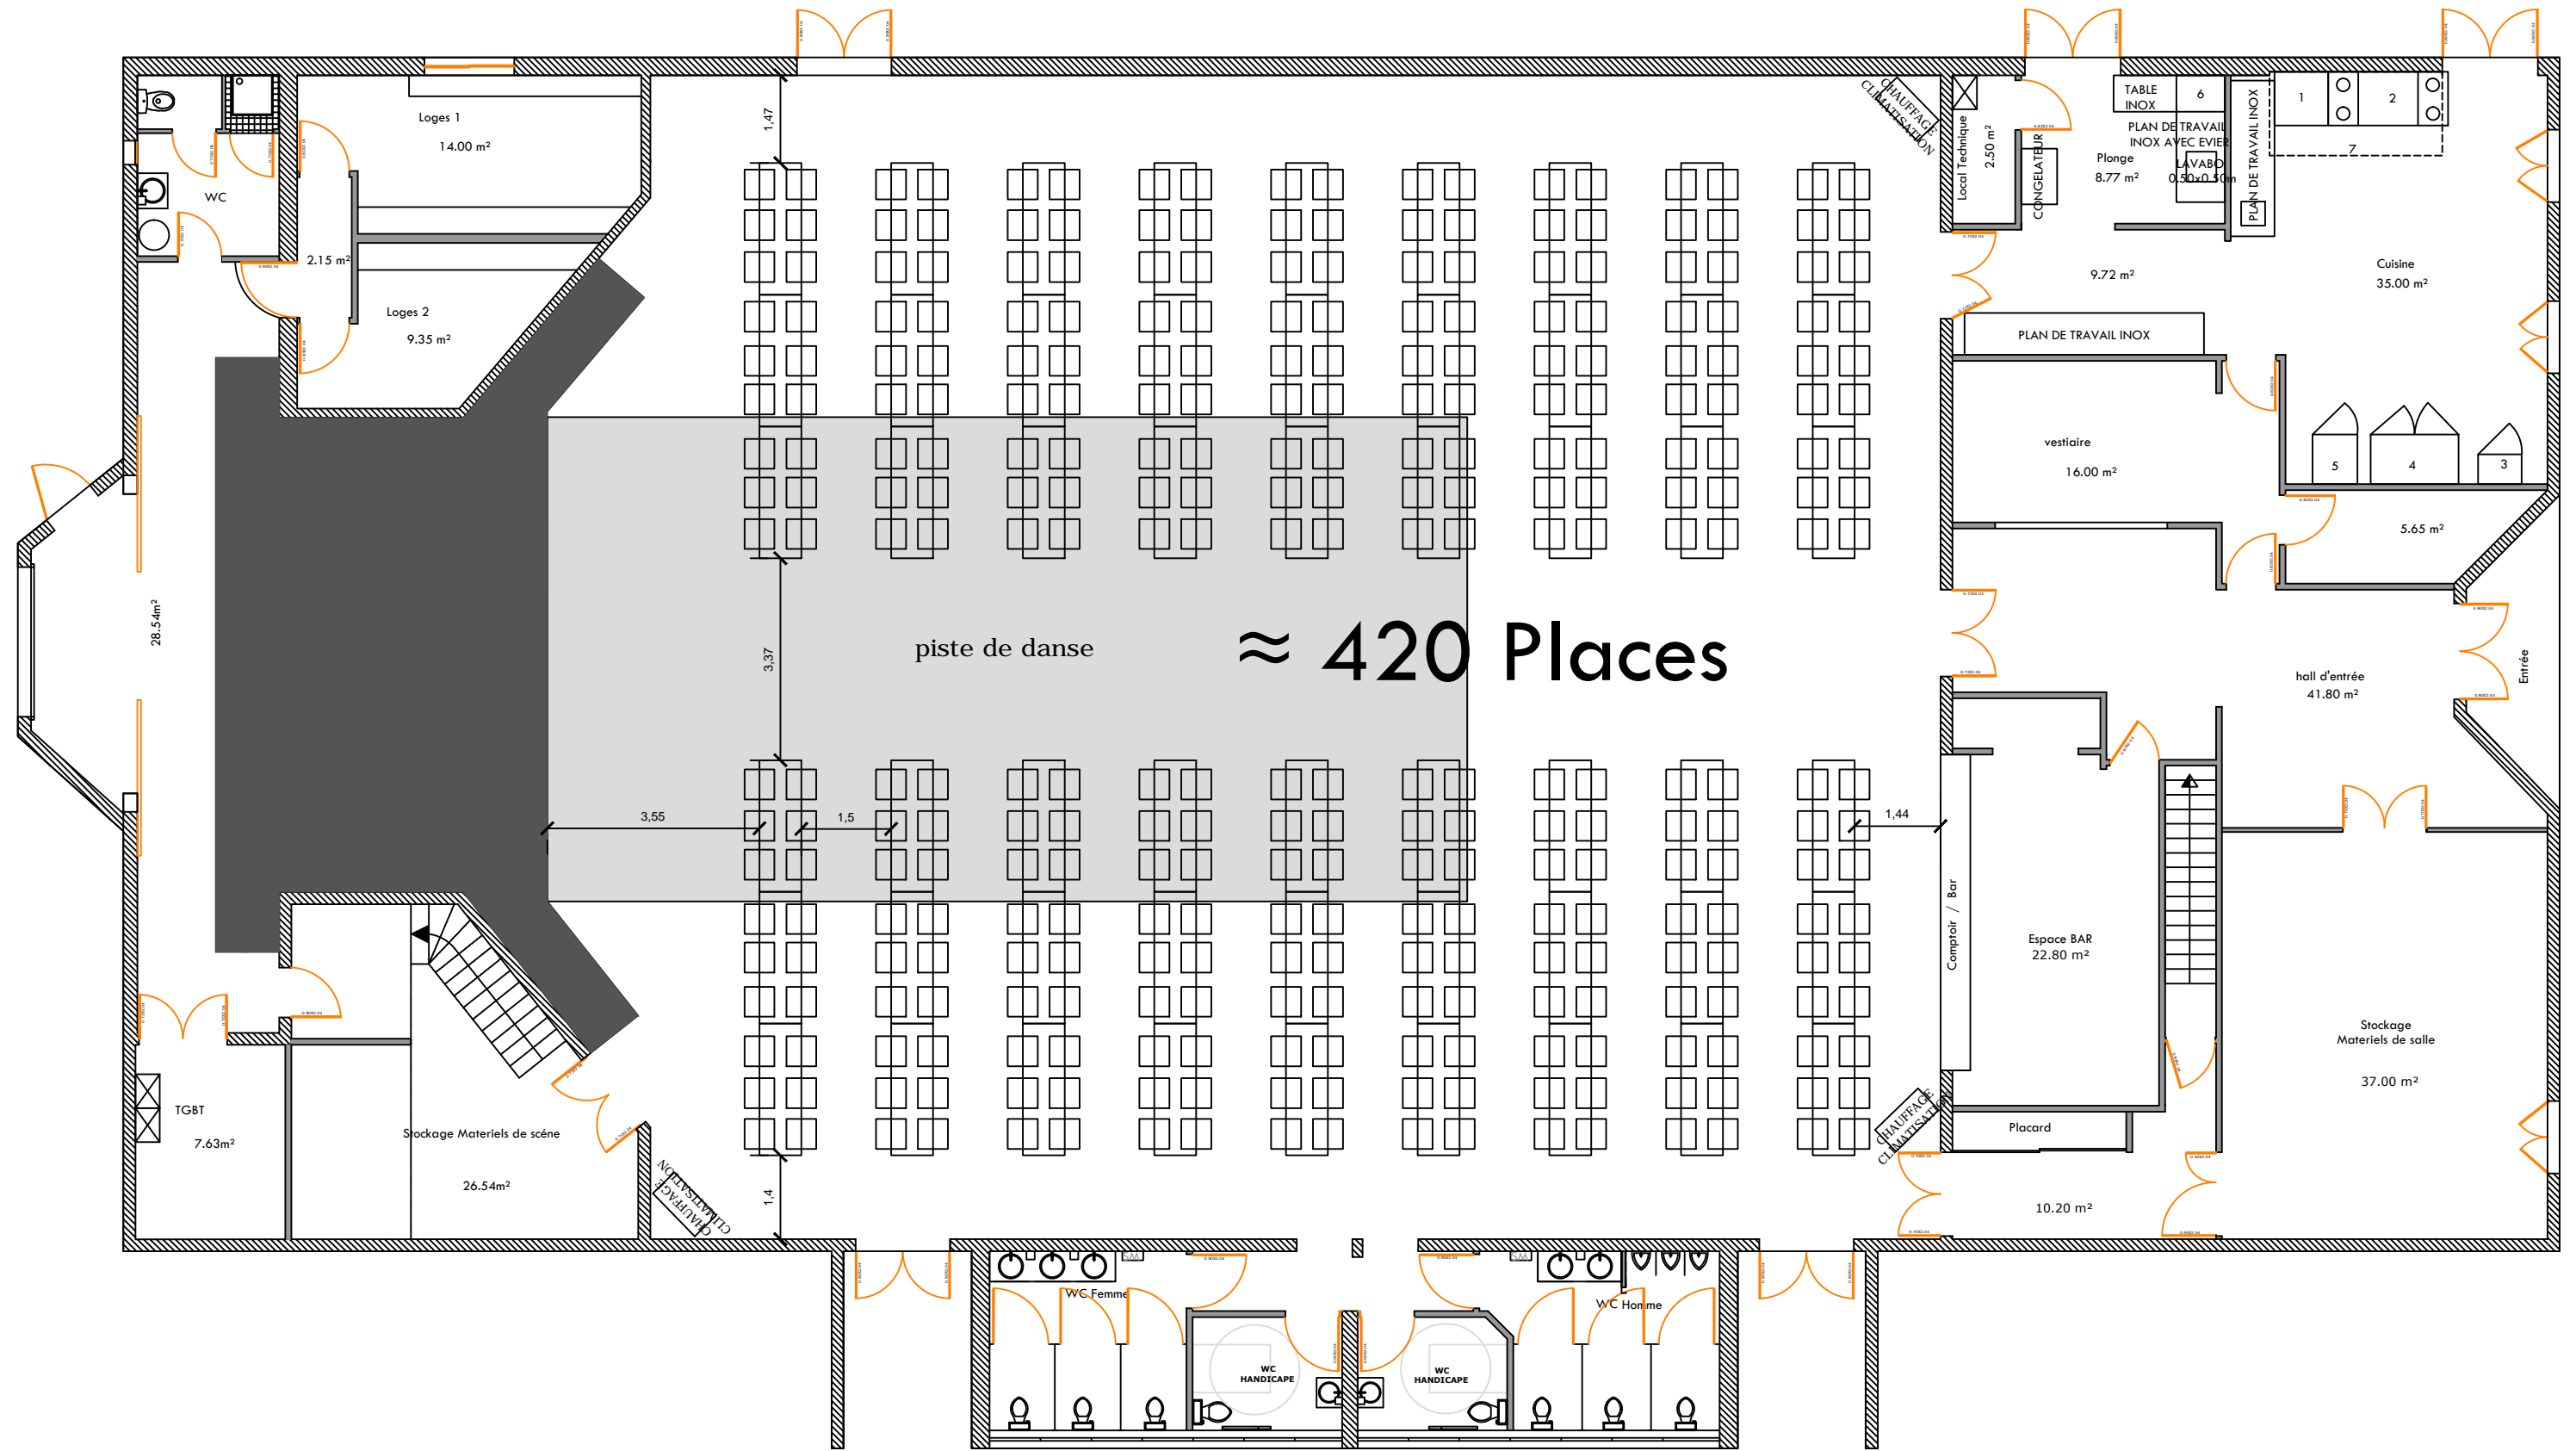 Loges 1
14.00 m²
WC
2.15 m²
Loges 2
9.35 m²
28.54m²
TGBT
7.63m²
Stockage Materiels de scéne
26.54m²
CHAUFFAGE
CLIMATISATION
1,47
3,37
3,55
1,5
1,44
1,4
piste de danse
≈ 420 Places
CHAUFFAGE
CLIMATISATION
Local Technique
2.50 m²
CONGELATEUR
TABLE
INOX
6
PLAN DE TRAVAIL
INOX AVEC EVIER
Plonge
8.77 m²
LAVABO
0.50x0.50m
PLAN DE TRAVAIL INOX
1
2
7
Cuisine
35.00 m²
9.72 m²
PLAN DE TRAVAIL INOX
vestiaire
16.00 m²
5
4
3
5.65 m²
hall d'entrée
41.80 m²
Entrée
Comptoir / Bar
Espace BAR
22.80 m²
Stockage
Materiels de salle
37.00 m²
CHAUFFAGE
CLIMATISATION
Placard
10.20 m²
WC Femme
WC Homme
WC
HANDICAPE
WC
HANDICAPE